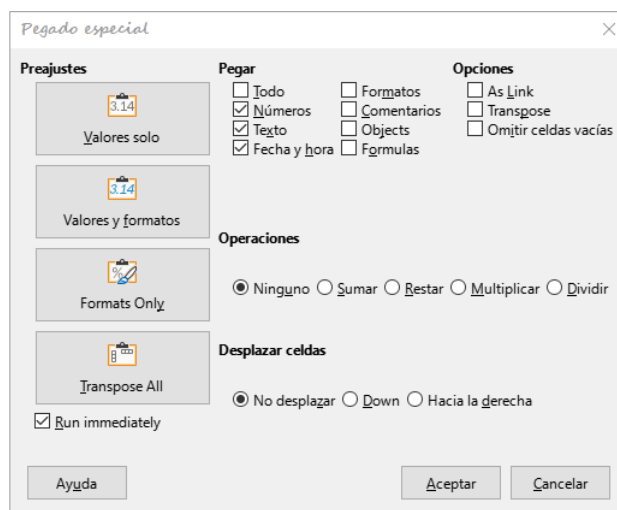 Pegado especial
Preajustes
3.14
Valores solo
3.14
Valores y formatos
%
Formats Only
Transpose All
Run immediately
Pegar
Todo
Números
Texto
Fecha y hora
Formatos
Comentarios
Objects
Formulas
Opciones
As Link
Transpose
Omitir celdas vacías
Operaciones
Ninguno Sumar Restar Multiplicar Dividir
Desplazar celdas
No desplazar Down Hacia la derecha
Ayuda Aceptar Cancelar